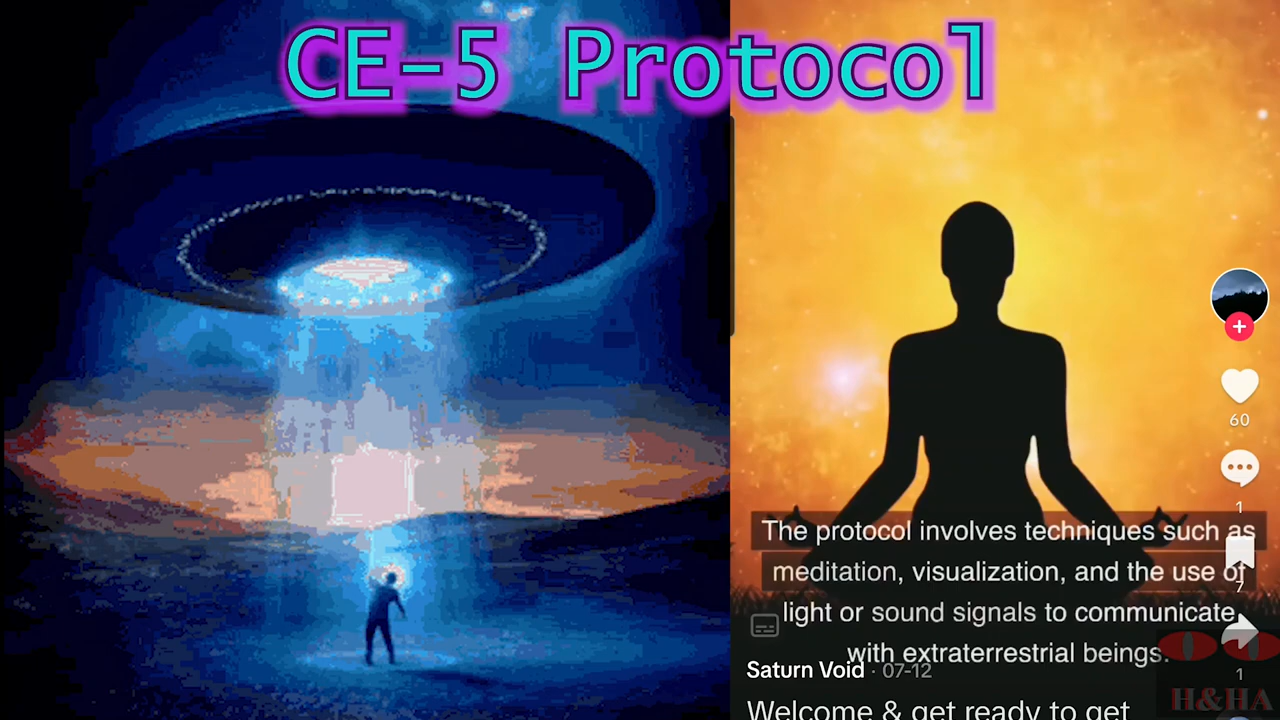 CE-5 Protocol
The protocol involves techniques such as
meditation, visualization, and the use of
light or sound signals to communicate
with extraterrestrial beings.
Saturn Void · 07-12
Welcome & get ready to get
60
1
7
1
H&HA